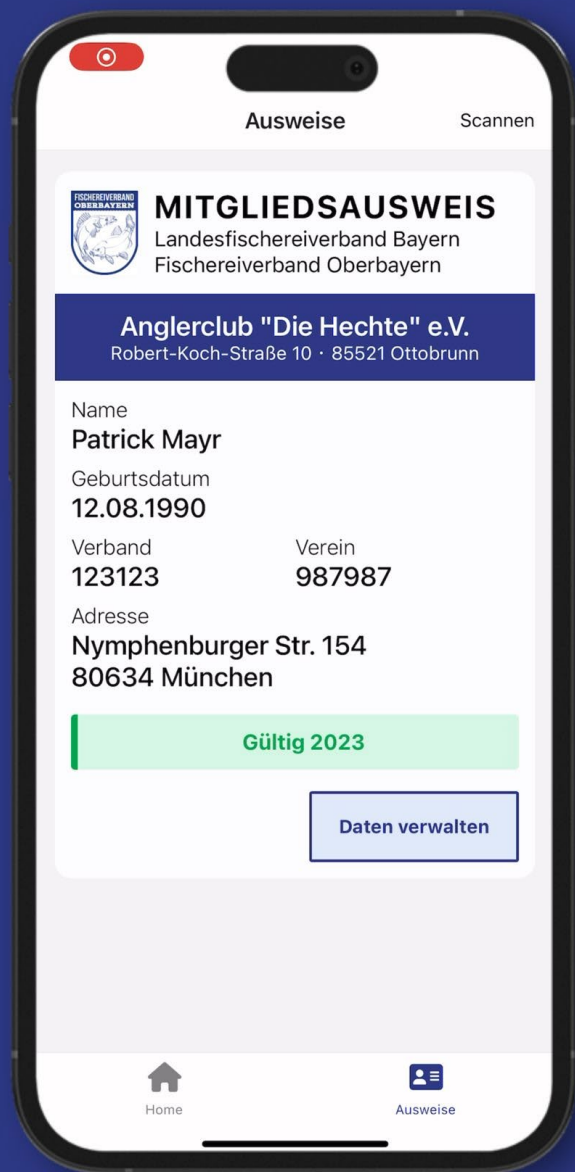 Ausweise
Scannen
FISCHEREIVERBAND
OBERBAYERN
MITGLIEDSAUSWEIS
Landesfischereiverband Bayern
Fischereiverband Oberbayern
Anglerclub "Die Hechte" e.V.
Robert-Koch-Straße 10 · 85521 Ottobrunn
Name
Patrick Mayr
Geburtsdatum
12.08.1990
Verband Verein
123123 987987
Adresse
Nymphenburger Str. 154
80634 München
Gültig 2023
Daten verwalten
Home Ausweise